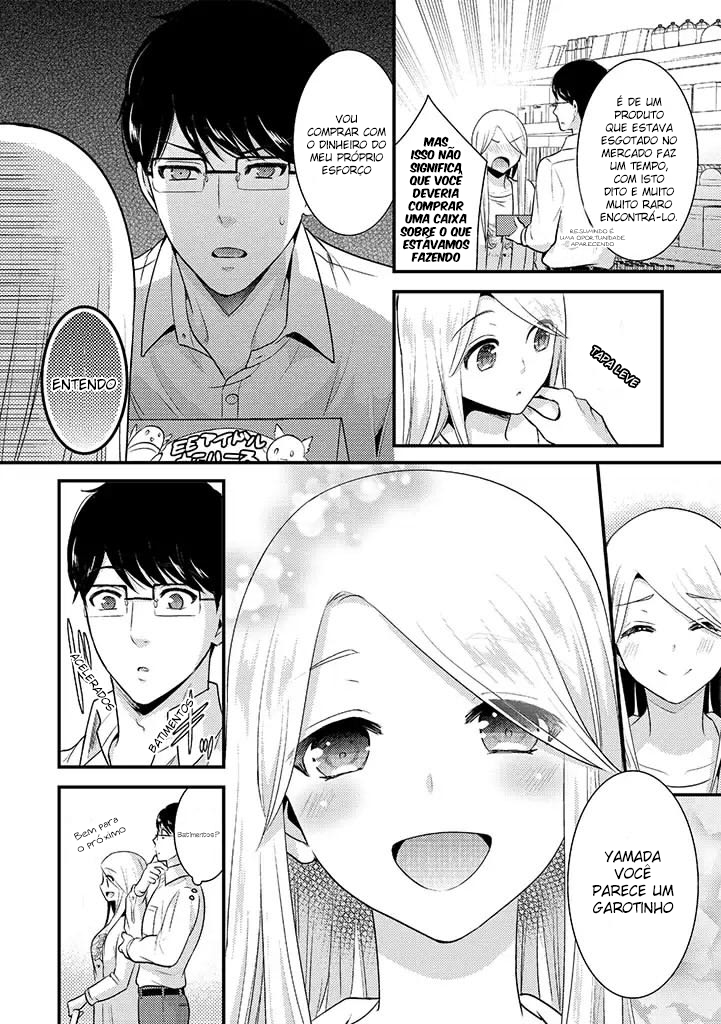 É DE UM
PRODUTO
QUE ESTAVA
ESGOTADO NO
MERCADO FAZ
UM TEMPO,
COM ISTO
DITO E MUITO
MUITO RARO
ENCONTRÁ-LO.
RESUMINDO É
UMA OPORTUNIDADE
APARECENDO
MAS
ISSO NÃO
SIGNIFICA
QUE VOCÊ
DEVERIA
COMPRAR
UMA CAIXA
SOBRE O QUE
ESTÁVAMOS
FAZENDO
VOU
COMPRAR COM
O DINHEIRO DO
MEU PRÓPRIO
ESFORÇO
ENTENDO
TAPA LEVE
YAMADA
VOCÊ
PARECE UM
GAROTINHO
ACELERADOS
BATIMENTOS
Batimentos?
Bem para
o próximo